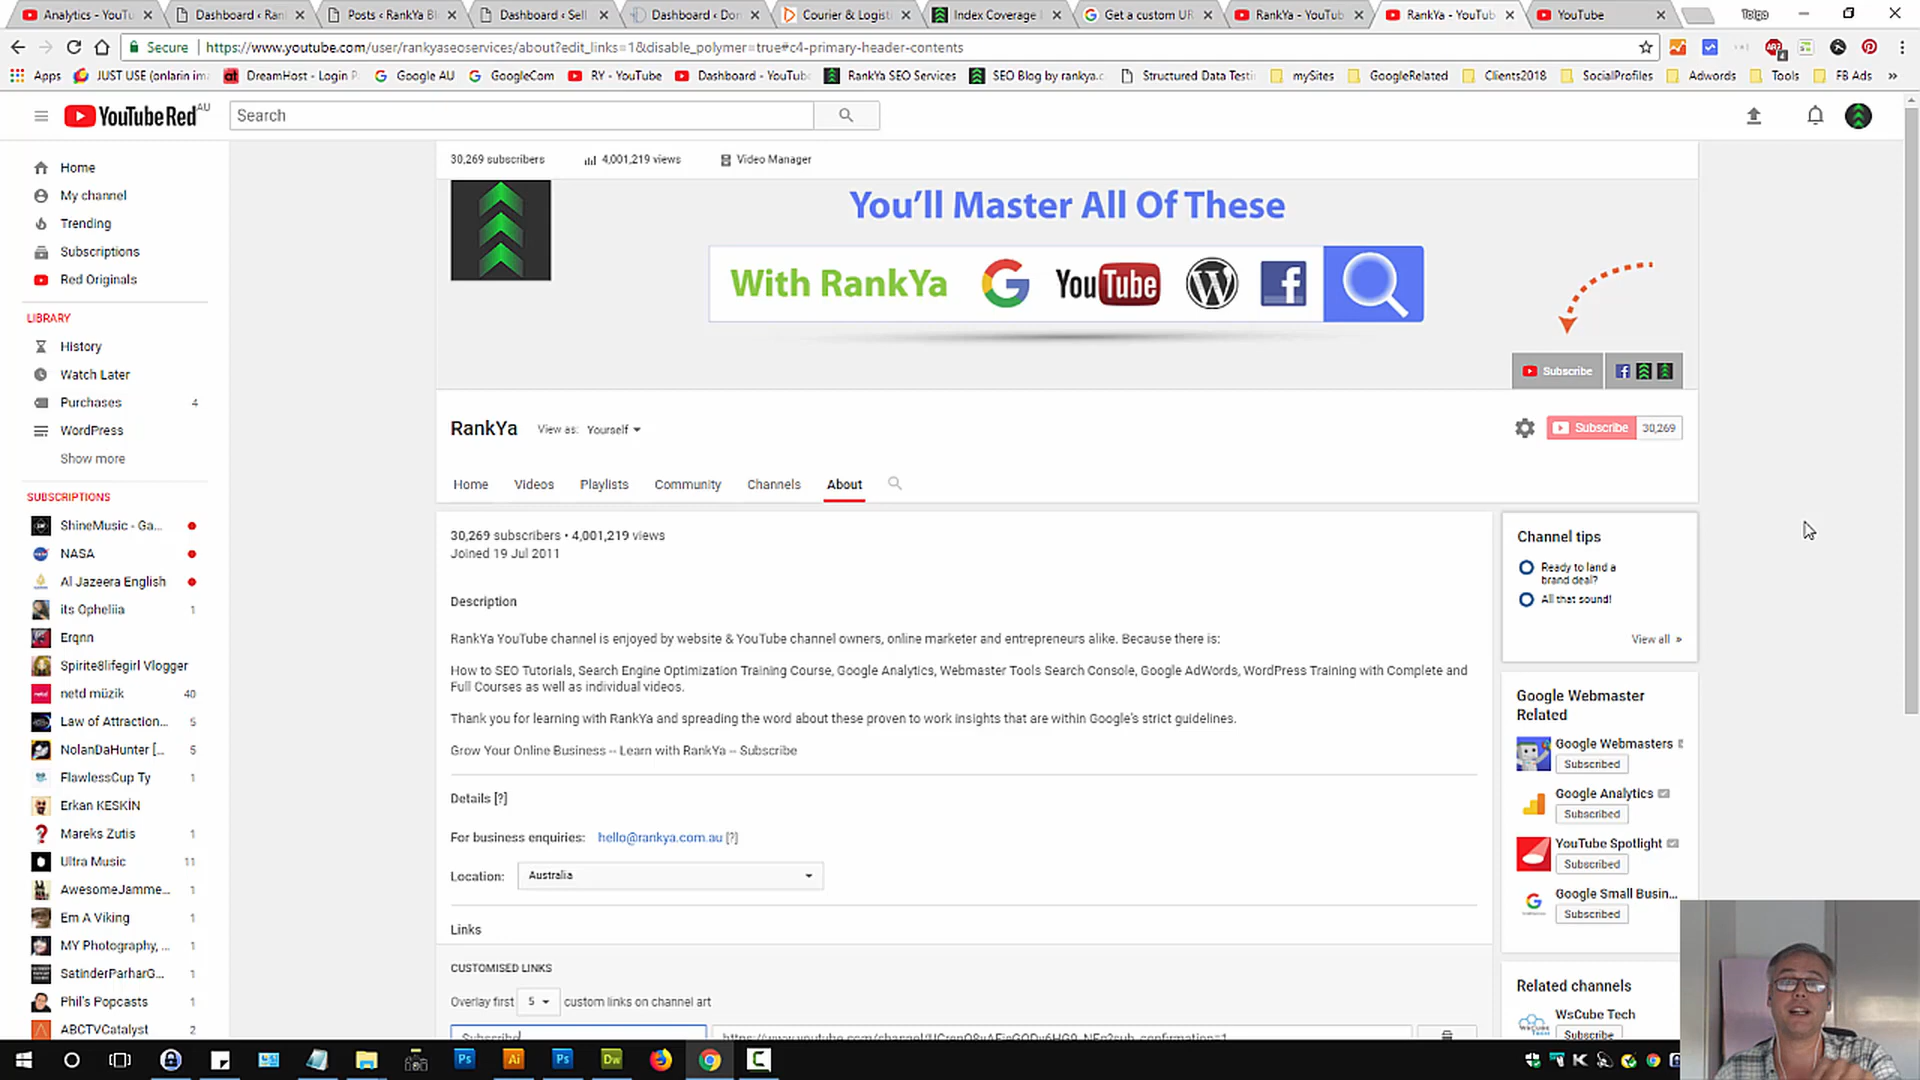 Analytics - YouTu
Dashboard ‹ Ran
Posts ‹ RankYa Bl
Dashboard ‹ Sell
Dashboard ‹ Dor
Courier & Logisti
Index Coverage
Get a custom UR
RankYa - YouTub
RankYa - YouTub
YouTube
Tolga
Secure
https://www.youtube.com/user/rankyaseoservices/about?edit_links=1&disable_polymer=true#c4-primary-header-contents
Apps
JUST USE (onlarin im
DreamHost - Login P
Google AU
GoogleCom
RY - YouTube
Dashboard - YouTub
RankYa SEO Services
SEO Blog by rankya.c
Structured Data Testi
mySites
GoogleRelated
Clients2018
SocialProfiles
Adwords
Tools
FB Ads
YouTube Red AU
Search
Home
My channel
Trending
Subscriptions
Red Originals
LIBRARY
History
Watch Later
Purchases 4
WordPress
Show more
SUBSCRIPTIONS
ShineMusic - Ga...
NASA
Al Jazeera English
its Opheliia 1
Erqnn
Spirite8lifegirl Vlogger
netd müzik 40
Law of Attraction... 5
NolanDaHunter [... 5
FlawlessCup Ty 1
Erkan KESKİN
Mareks Zutis 1
Ultra Music 11
AwesomeJamme... 1
Em A Viking 1
MY Photography, ... 1
SatinderParharG... 1
Phil's Popcasts 1
ABCTVCatalyst 2
30,269 subscribers
4,001,219 views
Video Manager
You'll Master All Of These
With RankYa G YouTube W f
Subscribe
RankYa
View as: Yourself
Subscribe 30,269
Home
Videos
Playlists
Community
Channels
About
30,269 subscribers • 4,001,219 views
Joined 19 Jul 2011
Description
RankYa YouTube channel is enjoyed by website & YouTube channel owners, online marketer and entrepreneurs alike. Because there is:
How to SEO Tutorials, Search Engine Optimization Training Course, Google Analytics, Webmaster Tools Search Console, Google AdWords, WordPress Training with Complete and
Full Courses as well as individual videos.
Thank you for learning with RankYa and spreading the word about these proven to work insights that are within Google's strict guidelines.
Grow Your Online Business -- Learn with RankYa -- Subscribe
Details [?]
For business enquiries: hello@rankya.com.au [?]
Location: Australia
Links
CUSTOMISED LINKS
Overlay first 5 custom links on channel art
Subscribe
Channel tips
Ready to land a
brand deal?
All that sound!
View all »
Google Webmaster
Related
Google Webmasters
Subscribed
Google Analytics
Subscribed
YouTube Spotlight
Subscribed
Google Small Busin...
Subscribed
Related channels
WsCube Tech
Subscribe